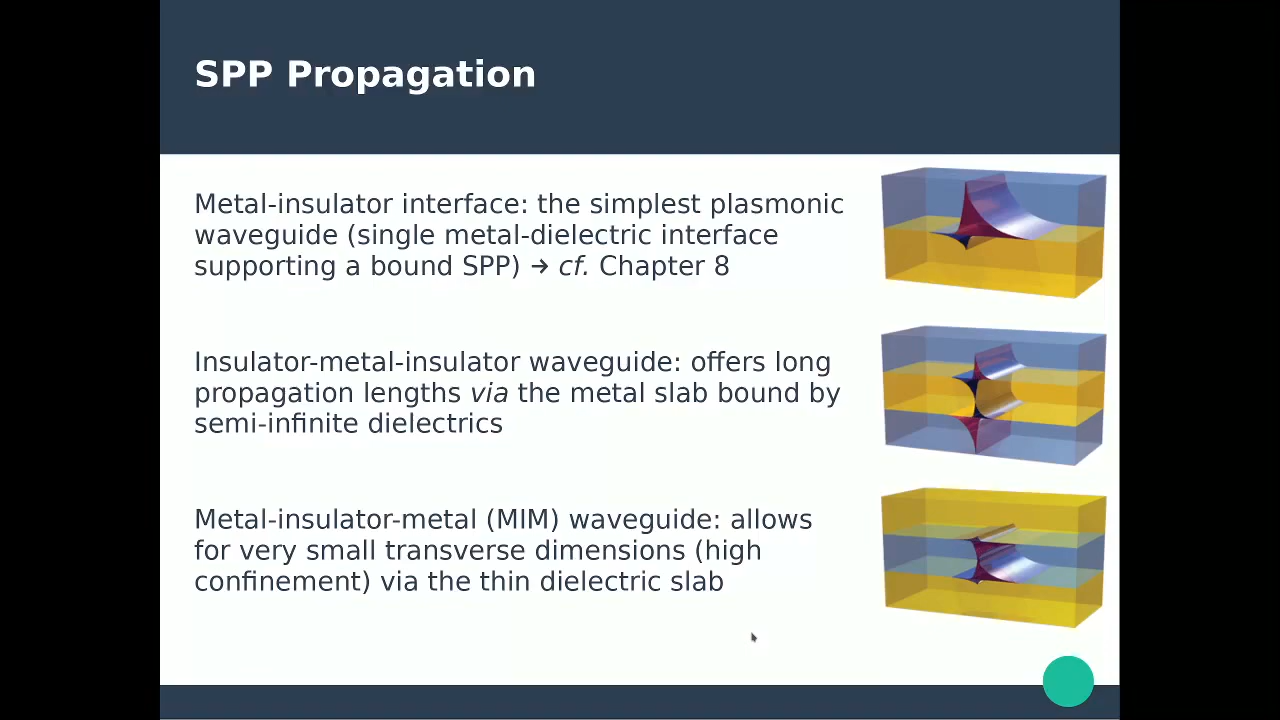 SPP Propagation
Metal-insulator interface: the simplest plasmonic
waveguide (single metal-dielectric interface
supporting a bound SPP) → cf. Chapter 8
Insulator-metal-insulator waveguide: offers long
propagation lengths via the metal slab bound by
semi-infinite dielectrics
Metal-insulator-metal (MIM) waveguide: allows
for very small transverse dimensions (high
confinement) via the thin dielectric slab